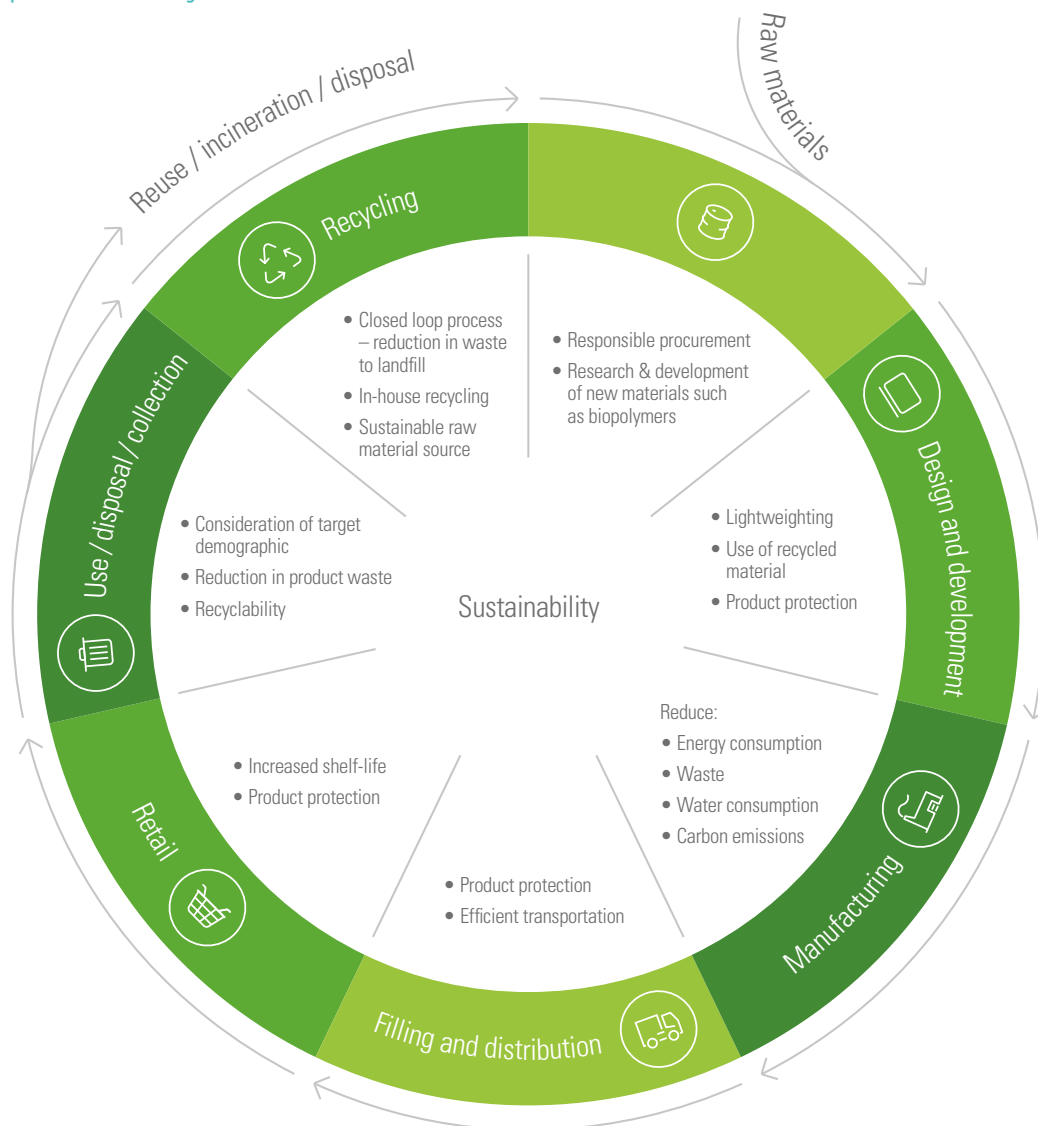 Raw materials
Reuse / incineration / disposal
Recycling
• Closed loop process
– reduction in waste
to landfill
• In-house recycling
• Sustainable raw
material source
• Responsible procurement
• Research & development
of new materials such
as biopolymers
Design and development
• Lightweighting
• Use of recycled
material
• Product protection
Use / disposal / collection
• Consideration of target
demographic
• Reduction in product waste
• Recyclability
Sustainability
Reduce:
• Energy consumption
• Waste
• Water consumption
• Carbon emissions
Manufacturing
• Increased shelf-life
• Product protection
Retail
• Product protection
• Efficient transportation
Filling and distribution